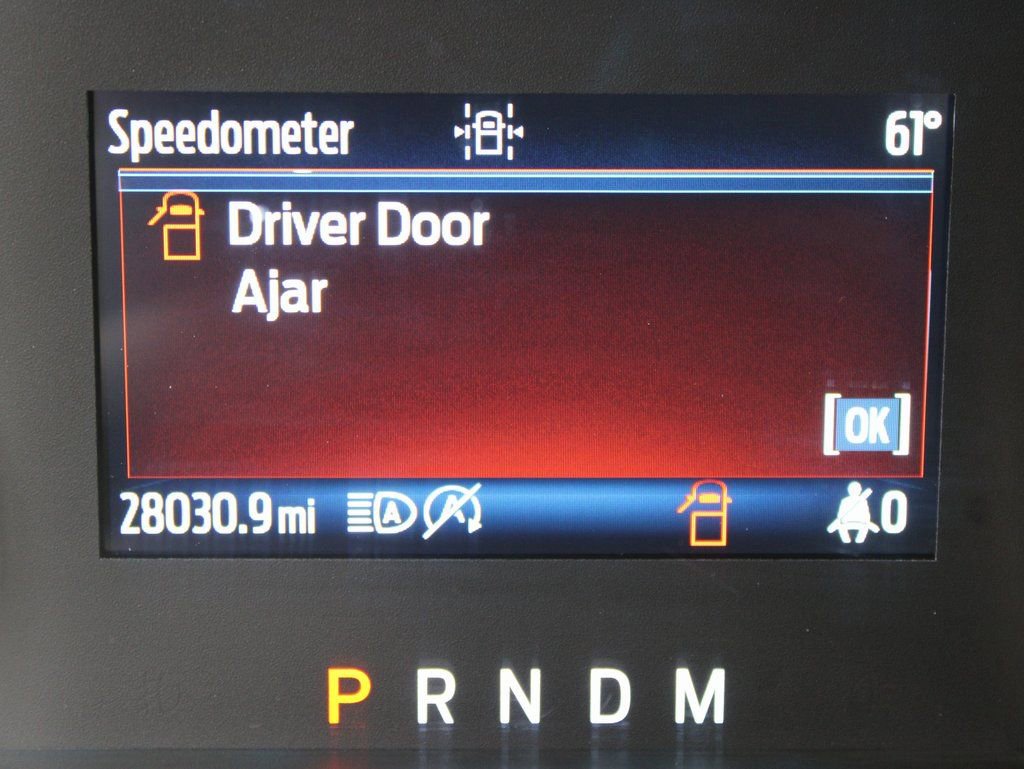 Speedometer 61°
Driver Door
Ajar
OK
28030.9 mi A A 0
P R N D M